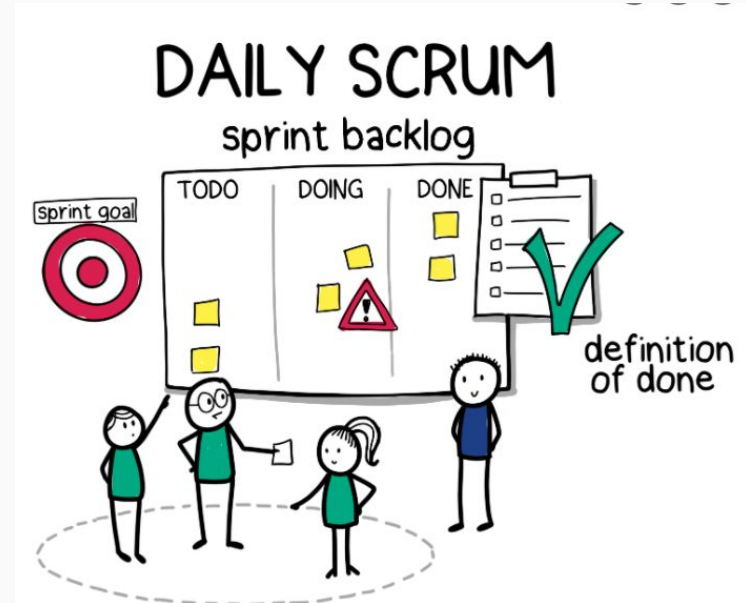 DAILY SCRUM
sprint backlog
TODO DOING DONE
sprint goal
definition
of done